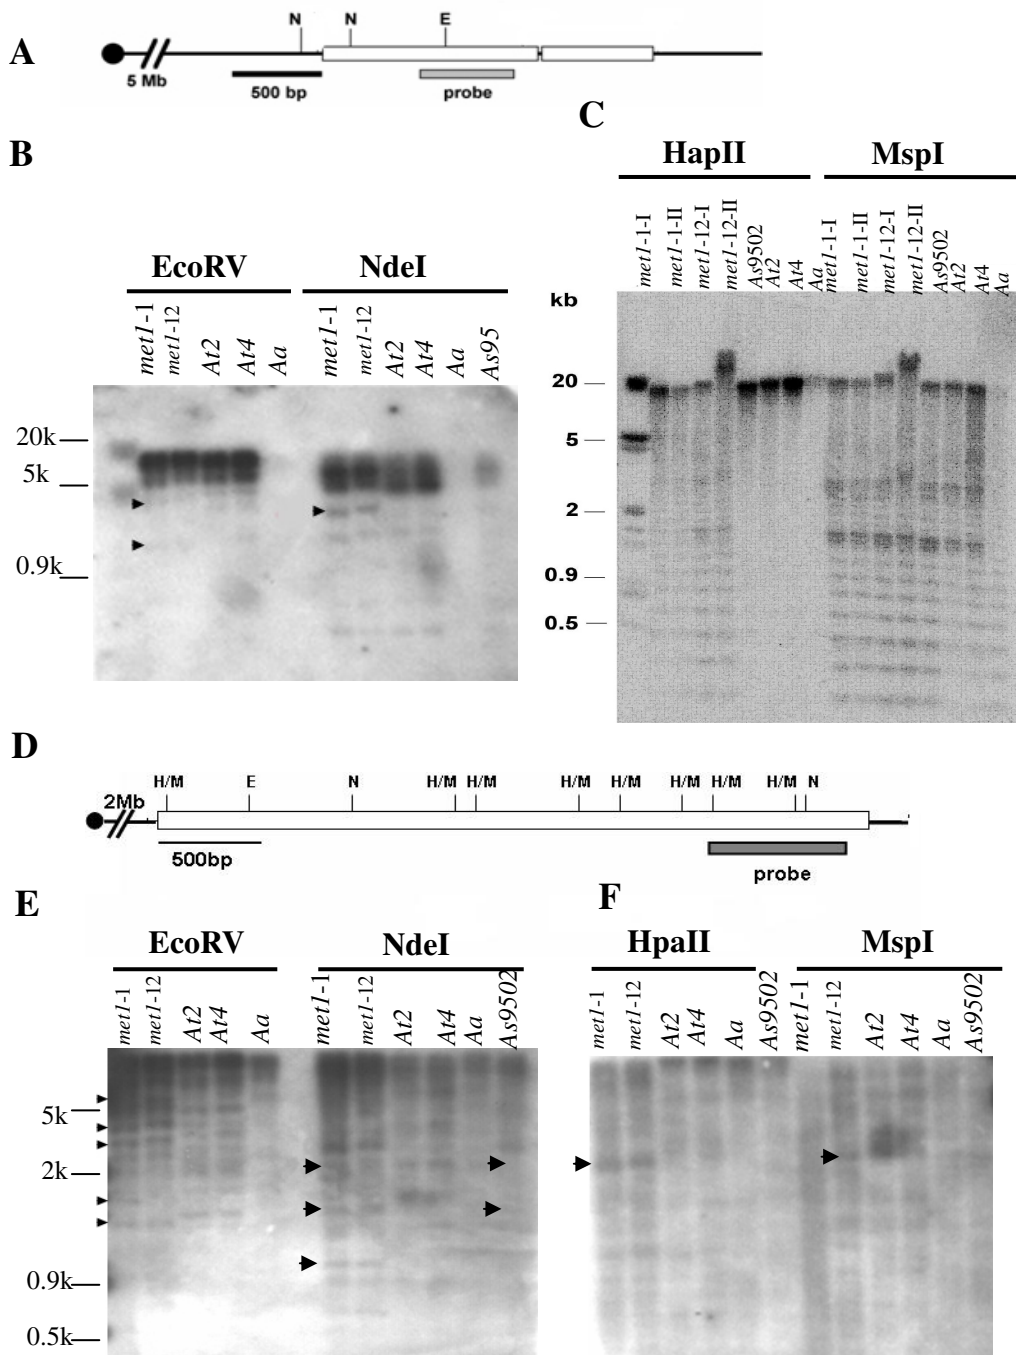 A
N N E
5 Mb
500 bp
probe
B
EcoRV NdeI
met1-1 met1-12 At2 At4 Aa met1-1 met1-12 At2 At4 Aa As95
20k
5k
0.9k
C
HapII MspI
met1-1-I met1-1-II met1-12-I met1-12-II As9502 At2 At4 Aa met1-1-I met1-1-II met1-12-I met1-12-II As9502 At2 At4 Aa
kb
20
5
2
0.9
0.5
D
H/M E N H/M H/M H/M H/M H/M H/M H/M N
2Mb
500bp
probe
E
EcoRV NdeI
met1-1 met1-12 At2 At4 Aa met1-1 met1-12 At2 At4 Aa As9502
5k
2k
0.9k
0.5k
F
HpaII MspI
met1-1 met1-12 At2 At4 Aa As9502 met1-1 met1-12 At2 At4 Aa As9502